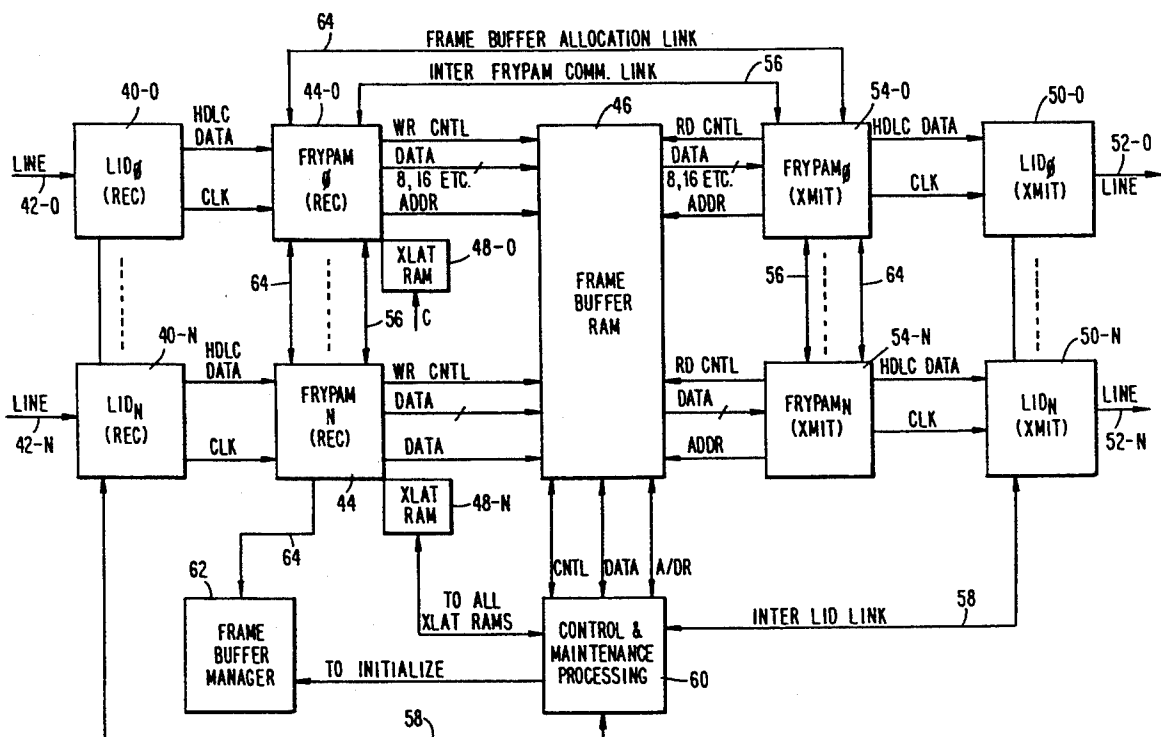 64
FRAME BUFFER ALLOCATION LINK
INTER FRYPAM COMM. LINK
56
40-0
HDLC
DATA
44-0
46
54-0
50-0
LINE
42-0
LIDø
(REC)
CLK
FRYPAM
ø
(REC)
WR CNTL
DATA
8, 16 ETC.
ADDR
RD CNTL
DATA
8, 16 ETC.
ADDR
FRYPAMø
(XMIT)
HDLC DATA
CLK
LIDø
(XMIT)
52-0
LINE
XLAT
RAM
48-0
C
64
56
FRAME
BUFFER
RAM
56
64
40-N
HDLC
DATA
54-N
50-N
LINE
42-N
LIDN
(REC)
CLK
FRYPAM
N
(REC)
WR CNTL
DATA
DATA
RD CNTL
DATA
ADDR
FRYPAMN
(XMIT)
HDLC DATA
CLK
LIDN
(XMIT)
LINE
52-N
44
XLAT
RAM
48-N
64
62
CNTL
DATA
A/DR
FRAME
BUFFER
MANAGER
TO ALL
XLAT RAMS
CONTROL &
MAINTENANCE
PROCESSING
60
INTER LID LINK
58
TO INITIALIZE
58